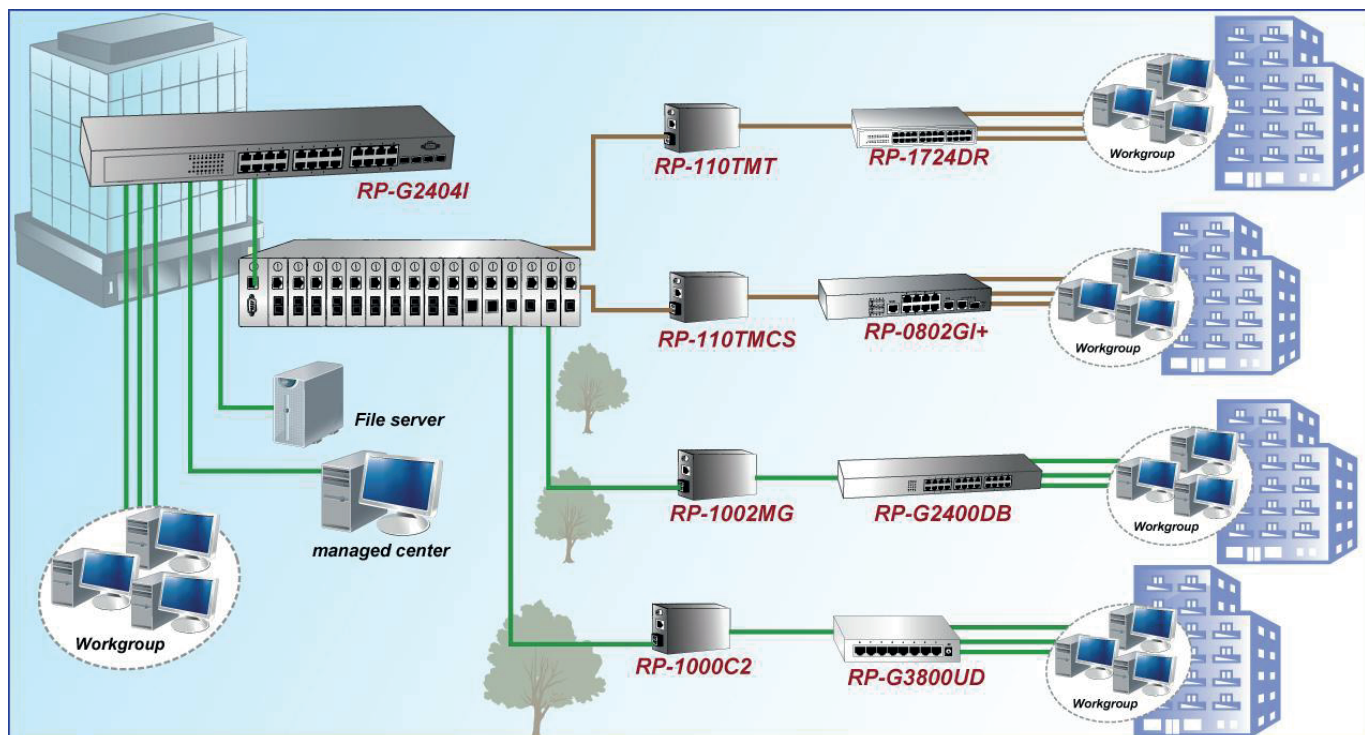 RP-G2404I
RP-110TMT
RP-1724DR
Workgroup
RP-110TMCS
RP-0802GI+
Workgroup
File server
managed center
RP-1002MG
RP-G2400DB
Workgroup
Workgroup
RP-1000C2
RP-G3800UD
Workgroup